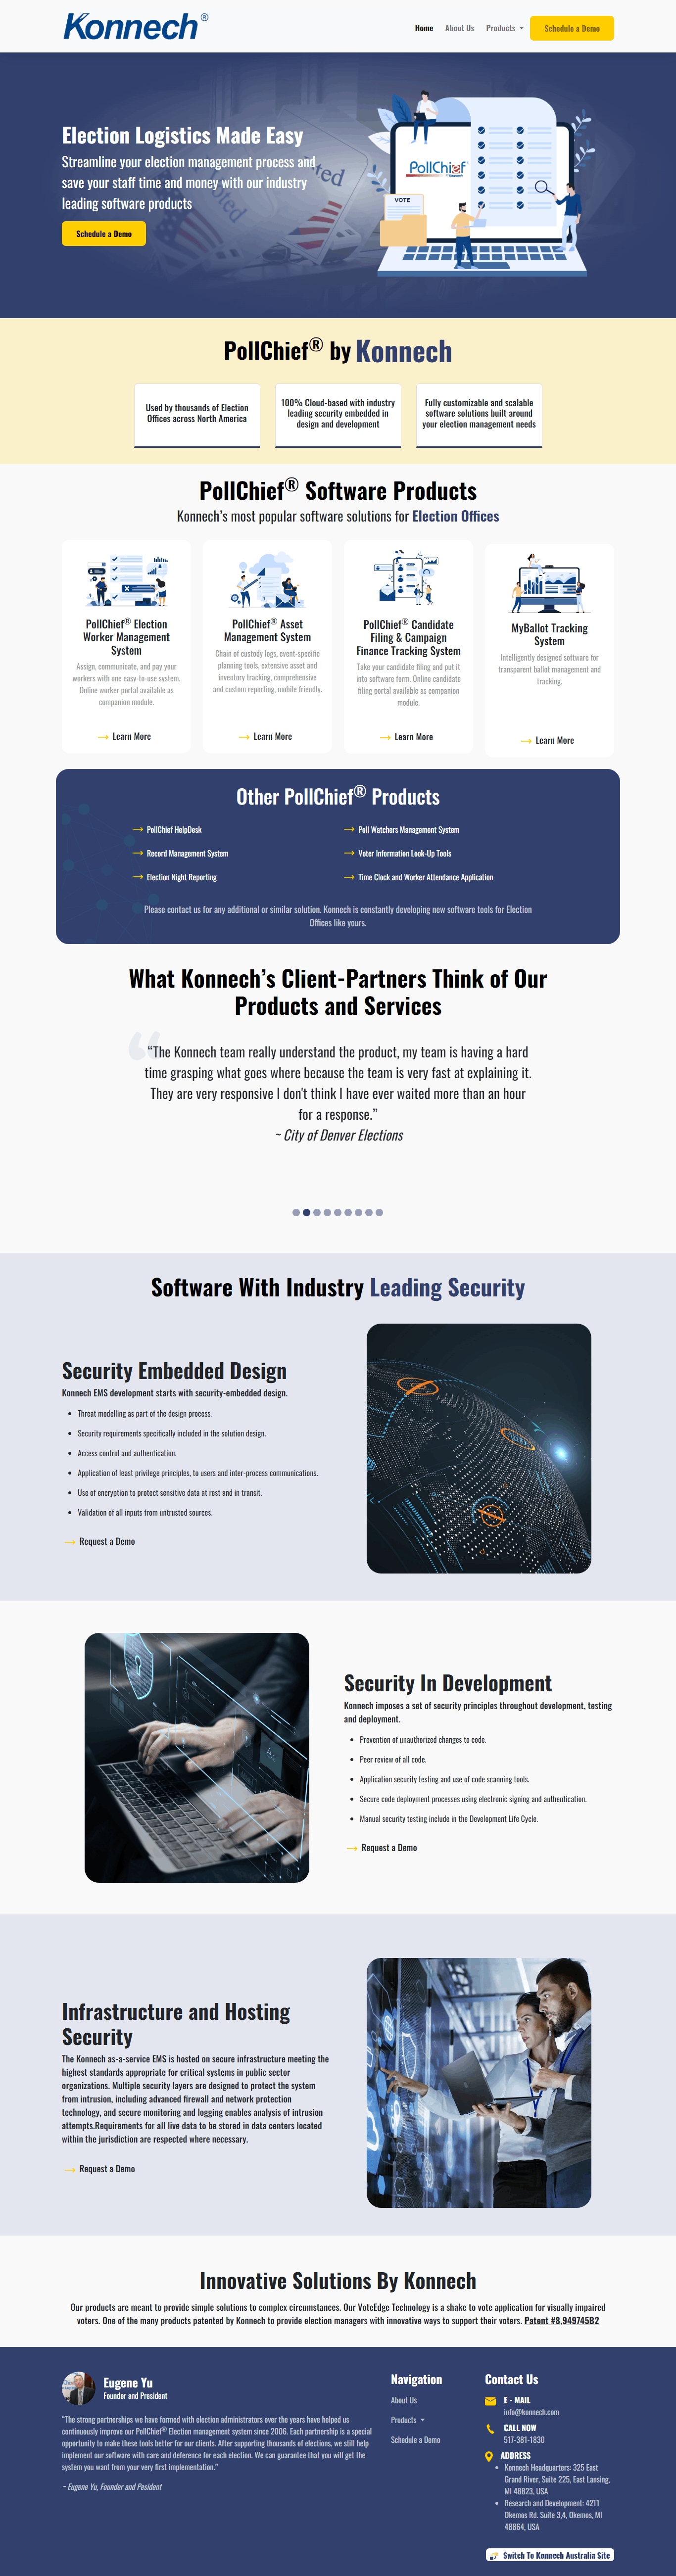 Konnech®
Home About Us Products Schedule a Demo
Election Logistics Made Easy
Streamline your election management process and
save your staff time and money with our industry
leading software products
Schedule a Demo
PollChief®
VOTE
PollChief® by Konnech
Used by thousands of Election
Offices across North America
100% Cloud-based with industry
leading security embedded in
design and development
Fully customizable and scalable
software solutions built around
your election management needs
PollChief® Software Products
Konnech's most popular software solutions for Election Offices
PollChief® Election
Worker Management
System
Assign, communicate, and pay your
workers with one easy-to-use system.
Online worker portal available as
companion module.
Learn More
PollChief® Asset
Management System
Chain of custody logs, event-specific
planning tools, extensive asset and
inventory tracking, comprehensive
and custom reporting, mobile friendly.
Learn More
PollChief® Candidate
Filing & Campaign
Finance Tracking System
Take your candidate filing and put it
into software form. Online candidate
filing portal available as companion
module.
Learn More
MyBallot Tracking
System
Intelligently designed software for
transparent ballot management and
tracking.
Learn More
Other PollChief® Products
PollChief HelpDesk
Poll Watchers Management System
Record Management System
Voter Information Look-Up Tools
Election Night Reporting
Time Clock and Worker Attendance Application
Please contact us for any additional or similar solution. Konnech is constantly developing new software tools for Election
Offices like yours.
What Konnech's Client-Partners Think of Our
Products and Services
“The Konnech team really understand the product, my team is having a hard
time grasping what goes where because the team is very fast at explaining it.
They are very responsive I don't think I have ever waited more than an hour
for a response.”
~ City of Denver Elections
Software With Industry Leading Security
Security Embedded Design
Konnech EMS development starts with security-embedded design.
• Threat modelling as part of the design process.
• Security requirements specifically included in the solution design.
• Access control and authentication.
• Application of least privilege principles, to users and inter-process communications.
• Use of encryption to protect sensitive data at rest and in transit.
• Validation of all inputs from untrusted sources.
Request a Demo
Security In Development
Konnech imposes a set of security principles throughout development, testing
and deployment.
• Prevention of unauthorized changes to code.
• Peer review of all code.
• Application security testing and use of code scanning tools.
• Secure code deployment processes using electronic signing and authentication.
• Manual security testing include in the Development Life Cycle.
Request a Demo
Infrastructure and Hosting
Security
The Konnech as-a-service EMS is hosted on secure infrastructure meeting the
highest standards appropriate for critical systems in public sector
organizations. Multiple security layers are designed to protect the system
from intrusion, including advanced firewall and network protection
technology, and secure monitoring and logging enables analysis of intrusion
attempts.Requirements for all live data to be stored in data centers located
within the jurisdiction are respected where necessary.
Request a Demo
Innovative Solutions By Konnech
Our products are meant to provide simple solutions to complex circumstances. Our VoteEdge Technology is a shake to vote application for visually impaired
voters. One of the many products patented by Konnech to provide election managers with innovative ways to support their voters. Patent #8,949745B2
Eugene Yu
Founder and President
“The strong partnerships we have formed with election administrators over the years have helped us
continuously improve our PollChief® Election management system since 2006. Each partnership is a special
opportunity to make these tools better for our clients. After supporting thousands of elections, we still help
implement our software with care and deference for each election. We can guarantee that you will get the
system you want from your very first implementation.”
~ Eugene Yu, Founder and Pesident
Navigation
About Us
Products
Schedule a Demo
Contact Us
E - MAIL
info@konnech.com
CALL NOW
517-381-1830
ADDRESS
• Konnech Headquarters: 325 East
Grand River, Suite 225, East Lansing,
MI 48823, USA
• Research and Development: 4211
Okemos Rd. Suite 3,4, Okemos, MI
48864, USA
Switch To Konnech Australia Site